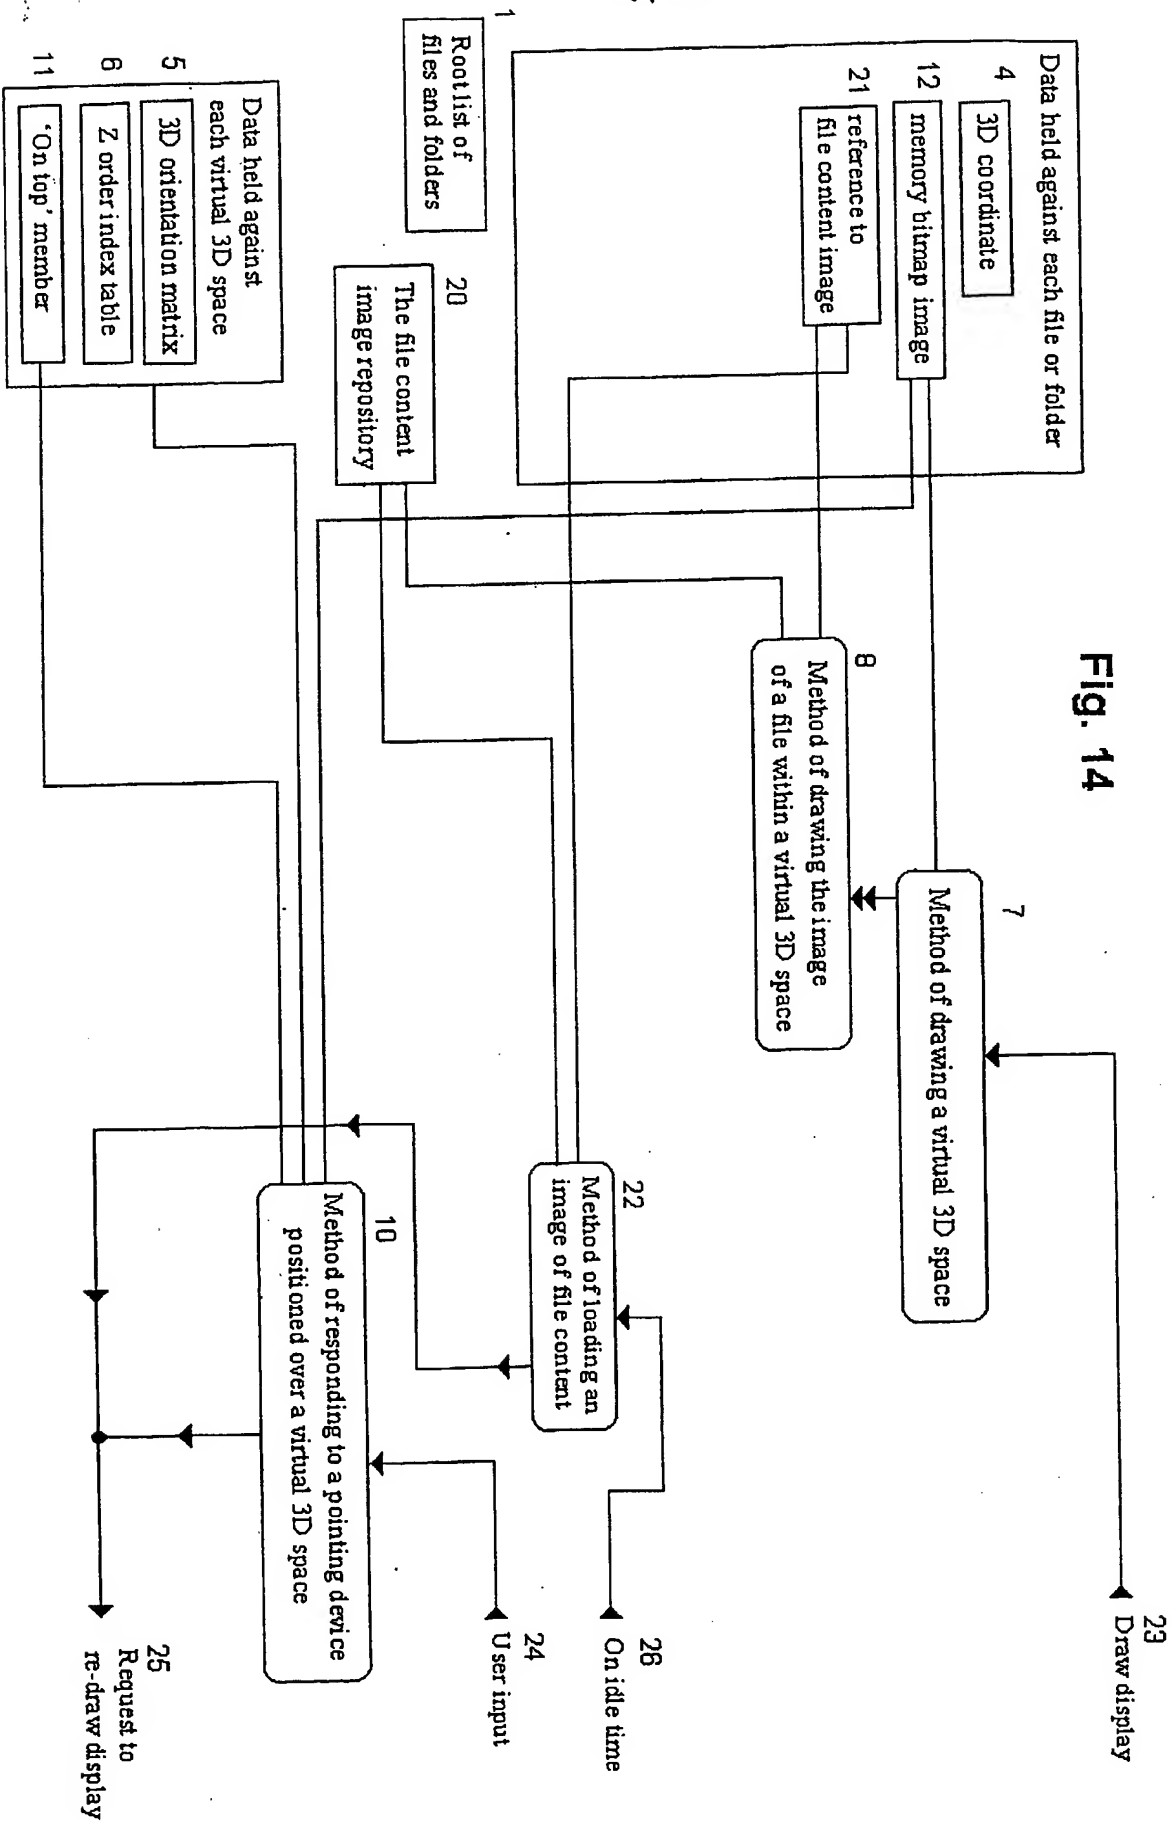 Fig. 14
23
Draw display
7
Method of drawing a virtual 3D space
8
Method of drawing the image
of a file within a virtual 3D space
Data held against each file or folder
4
3D coordinate
12
memory bitmap image
21
reference to
file content image
1
Root list of
files and folders
20
The file content
image repository
22
Method of loading an
image of file content
26
On idle time
24
User input
10
Method of responding to a pointing device
positioned over a virtual 3D space
25
Request to
re-draw display
Data held against
each virtual 3D space
5
3D orientation matrix
6
Z order index table
11
'On top' member